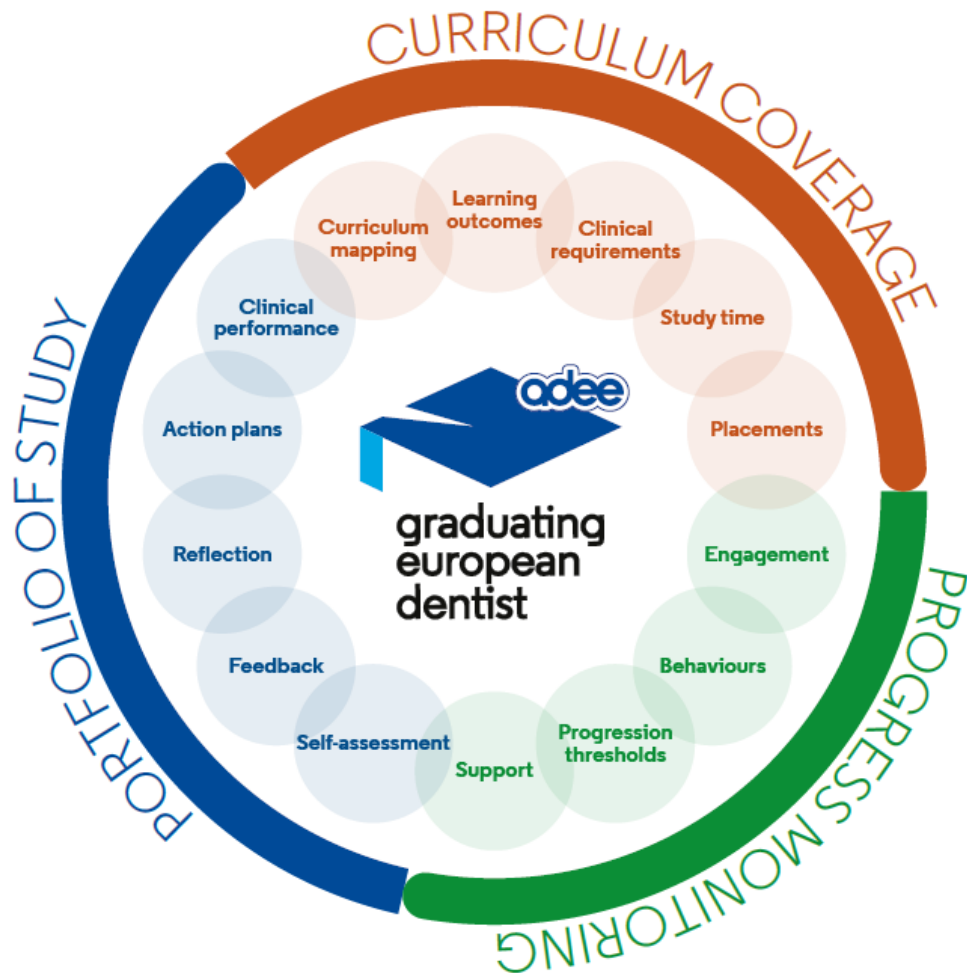 CURRICULUM COVERAGE
Learning
outcomes
Curriculum
mapping
Clinical
requirements
Clinical
performance
Study time
adee
Action plans
Placements
PORTFOLIO OF STUDY
graduating
european
dentist
Reflection
Engagement
Feedback
Behaviours
Self-assessment
Progression
thresholds
Support
PROGRESS MONITORING